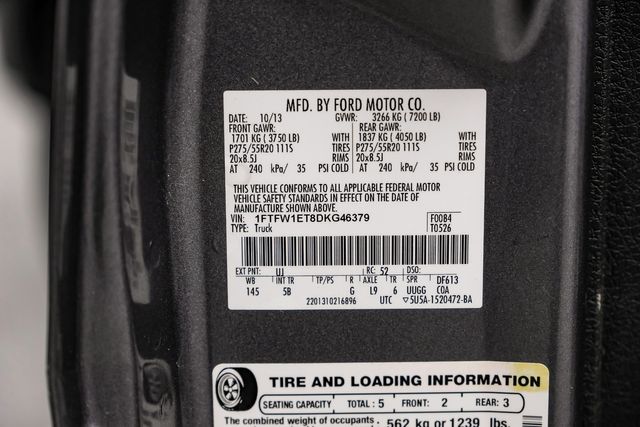 MFD. BY FORD MOTOR CO.
DATE: 10/13 GVWR: 3266 KG ( 7200 LB)
FRONT GAWR: REAR GAWR:
1701 KG ( 3750 LB) WITH 1837 KG ( 4050 LB) WITH
P275/55R20 111S TIRES P275/55R20 111S TIRES
20x8.5J RIMS 20x8.5J RIMS
AT 240 kPa/ 35 PSI COLD AT 240 kPa/ 35 PSI COLD
THIS VEHICLE CONFORMS TO ALL APPLICABLE FEDERAL MOTOR
VEHICLE SAFETY STANDARDS IN EFFECT ON THE DATE OF
MANUFACTURE SHOWN ABOVE.
VIN: 1FTFW1ET8DKG46379 F0084
TYPE: Truck T0526
EXT PNT: UJ RC: 52 DSO:
WB INT TR TP/PS R AXLE TR SPR DF613
145 5B G L9 6 UUGG COA
2201310216896 UTC ▽5U5A-1520472-BA
TIRE AND LOADING INFORMATION
SEATING CAPACITY TOTAL: 5 FRONT: 2 REAR: 3
The combined weight of occupants 562 kg or 1239 lbs.